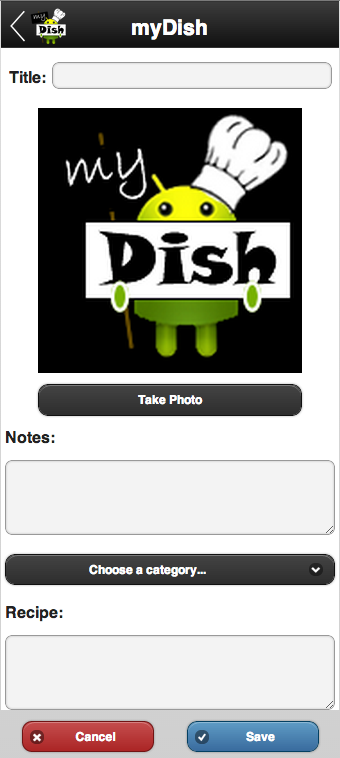 my
Dish
myDish
Title:
my
Dish
Take Photo
Notes:
Choose a category...
Recipe:
Cancel
Save